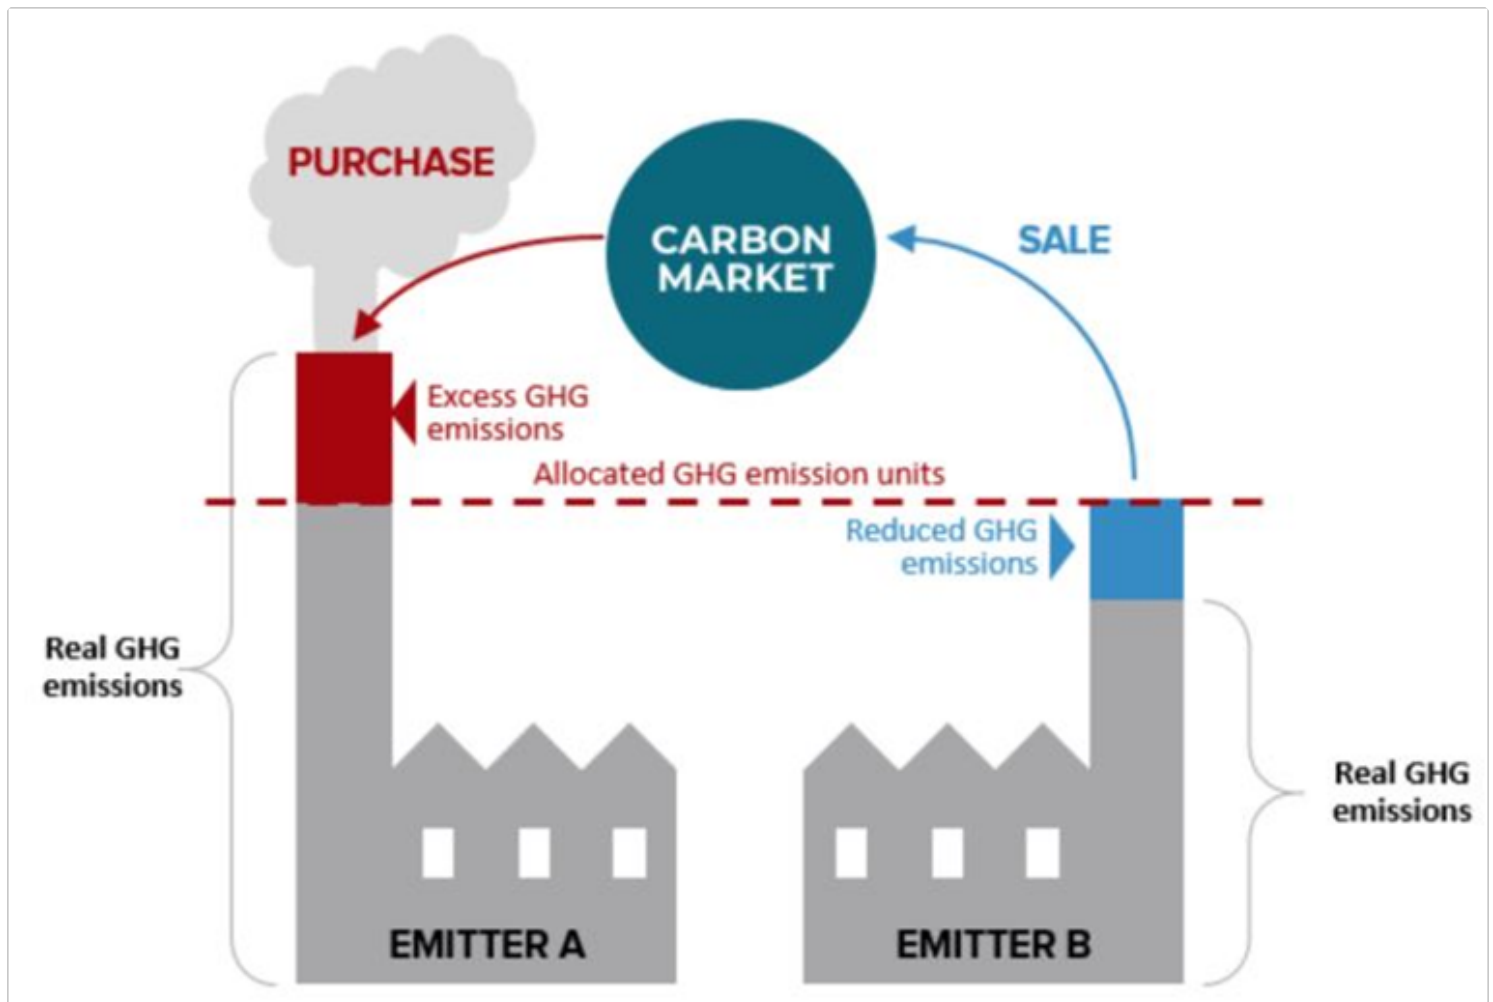 PURCHASE
CARBON
MARKET
SALE
Excess GHG
emissions
Allocated GHG emission units
Reduced GHG
emissions
Real GHG
emissions
Real GHG
emissions
EMITTER A
EMITTER B